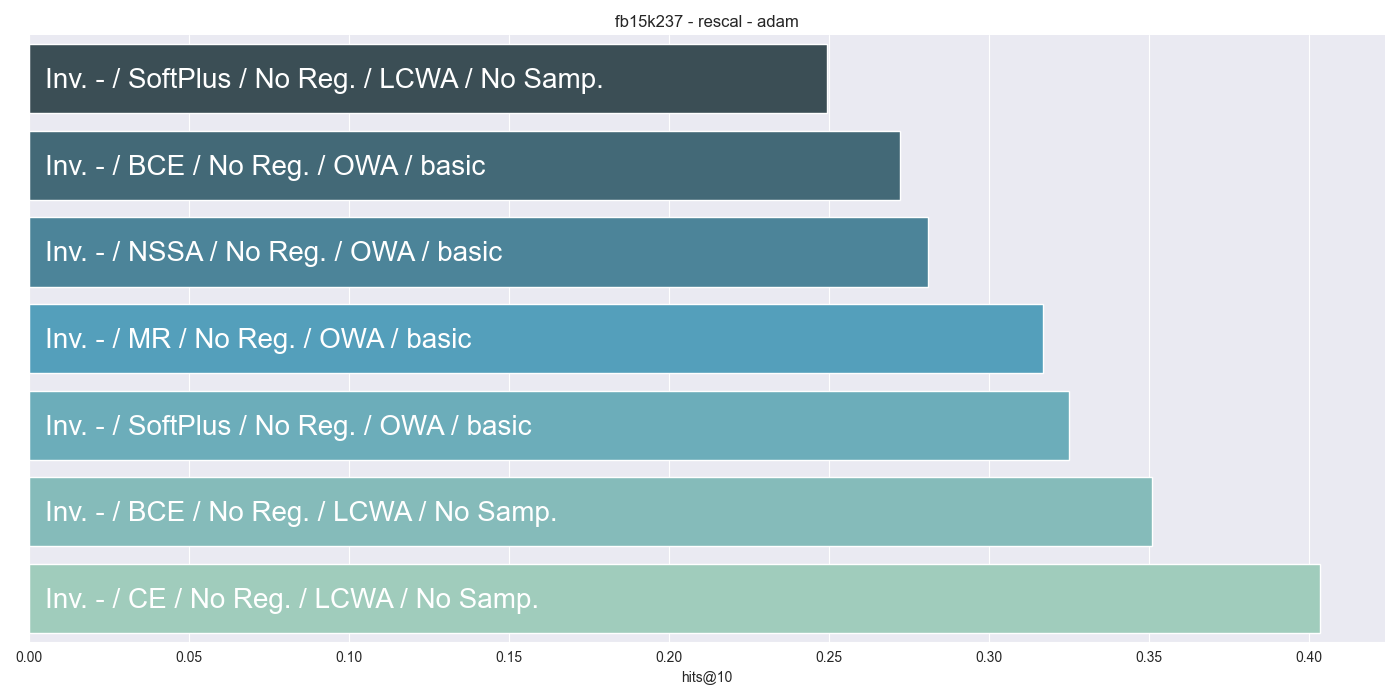 fb15k237 - rescal - adam
Inv. - / SoftPlus / No Reg. / LCWA / No Samp.
Inv. - / BCE / No Reg. / OWA / basic
Inv. - / NSSA / No Reg. / OWA / basic
Inv. - / MR / No Reg. / OWA / basic
Inv. - / SoftPlus / No Reg. / OWA / basic
Inv. - / BCE / No Reg. / LCWA / No Samp.
Inv. - / CE / No Reg. / LCWA / No Samp.
0.00 0.05 0.10 0.15 0.20 0.25 0.30 0.35 0.40
hits@10